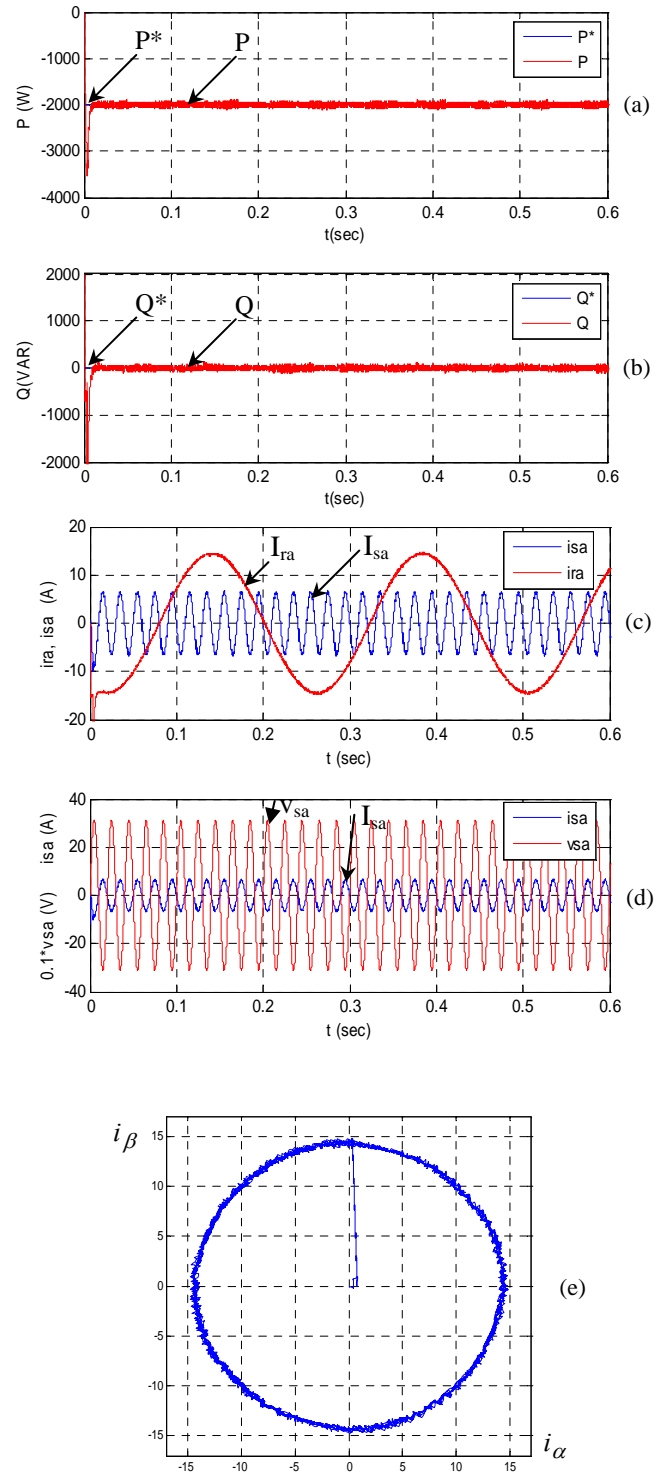 0
P*
P
P*
P
-1000
-2000
-3000
-4000
P (W)
(a)
0 0.1 0.2 0.3 0.4 0.5 0.6
t(sec)
2000
Q*
Q
Q*
Q
1000
0
-1000
-2000
Q(VAR)
(b)
0 0.1 0.2 0.3 0.4 0.5 0.6
t(sec)
20
Ira
Isa
isa
ira
10
0
-10
-20
ira, isa (A)
(c)
0 0.1 0.2 0.3 0.4 0.5 0.6
t (sec)
40
vsa
Isa
isa
vsa
20
0
-20
-40
0.1*vsa (V) isa (A)
(d)
0 0.1 0.2 0.3 0.4 0.5 0.6
t (sec)
iβ
15
10
5
0
-5
-10
-15
(e)
-15 -10 -5 0 5 10 15
iα